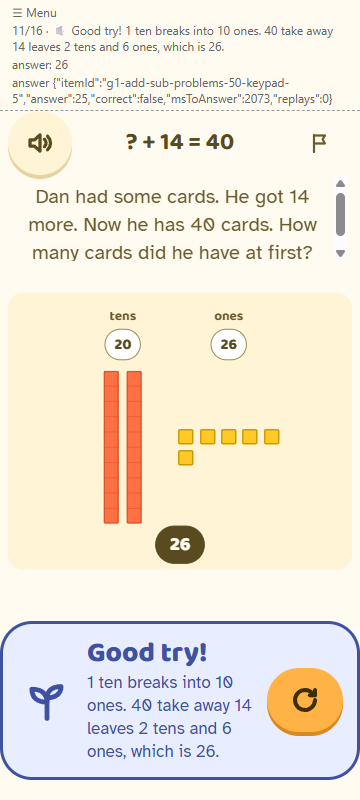 ☰ Menu
11/16 · 🔈 Good try! 1 ten breaks into 10 ones. 40 take away
14 leaves 2 tens and 6 ones, which is 26.
answer: 26
answer {"itemId":"g1-add-sub-problems-50-keypad-
5","answer":25,"correct":false,"msToAnswer":2073,"replays":0}
? + 14 = 40
Dan had some cards. He got 14
more. Now he has 40 cards. How
many cards did he have at first?
tens ones
20 26
26
Good try!
1 ten breaks into 10
ones. 40 take away 14
leaves 2 tens and 6
ones, which is 26.